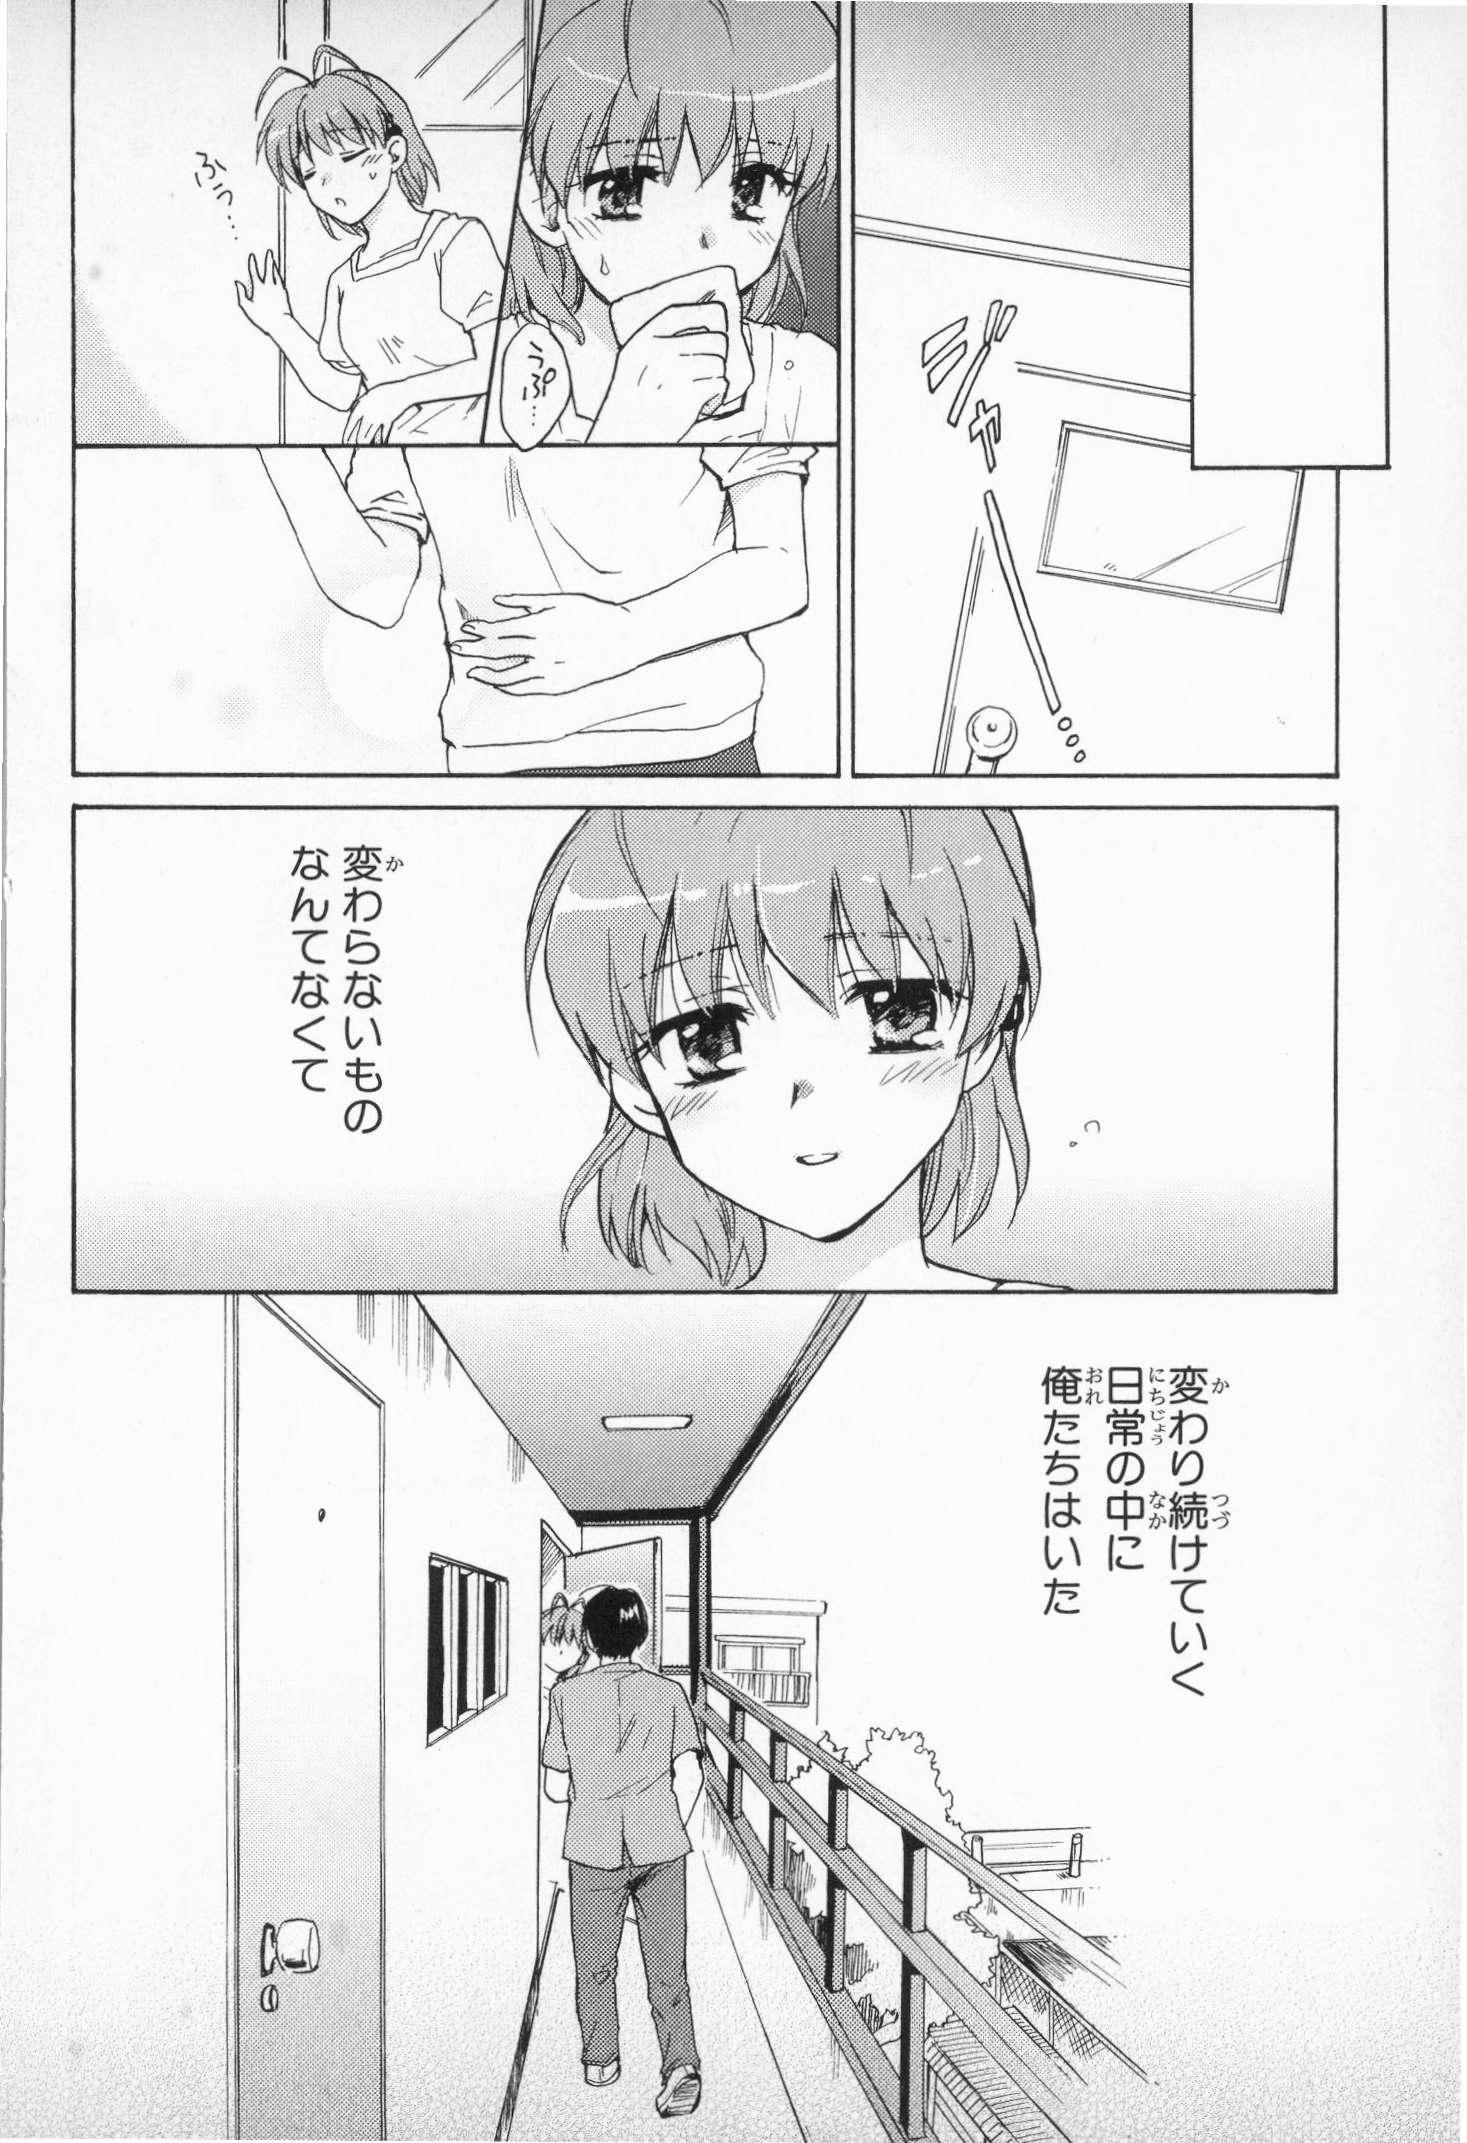 ジャー…
うぷ…
ふぅ…
変わらないもの
なんてなくて
変わり続けていく
日常の中に
俺たちはいた